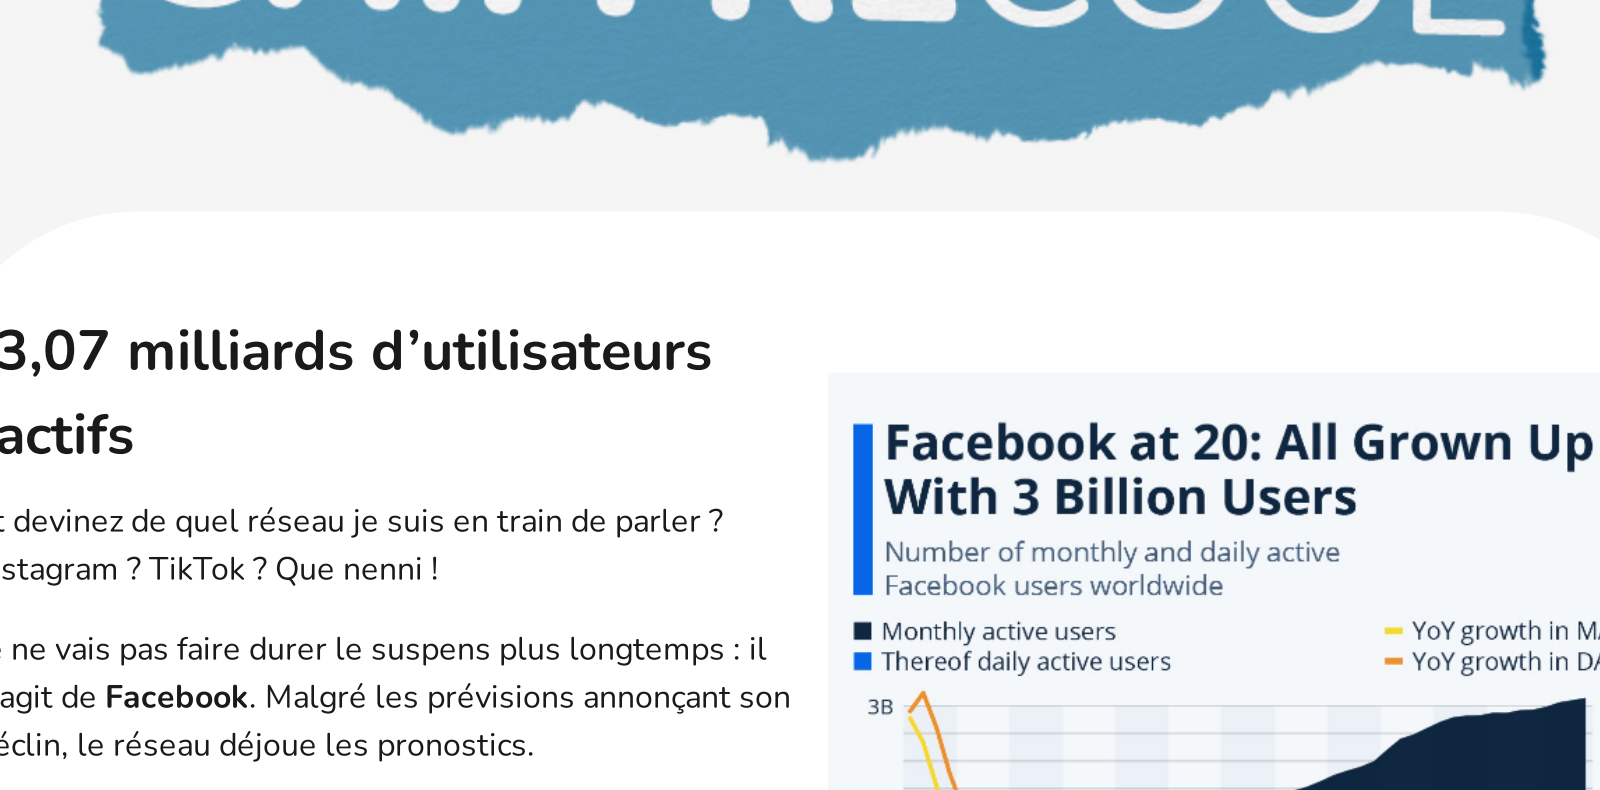 3,07 milliards d’utilisateurs
actifs
devinez de quel réseau je suis en train de parler ?
stagram ? TikTok ? Que nenni !
ne vais pas faire durer le suspens plus longtemps : il
agit de Facebook. Malgré les prévisions annonçant son
éclin, le réseau déjoue les pronostics.
Facebook at 20: All Grown Up
With 3 Billion Users
Number of monthly and daily active
Facebook users worldwide
Monthly active users
Thereof daily active users
YoY growth in M
YoY growth in DA
3B